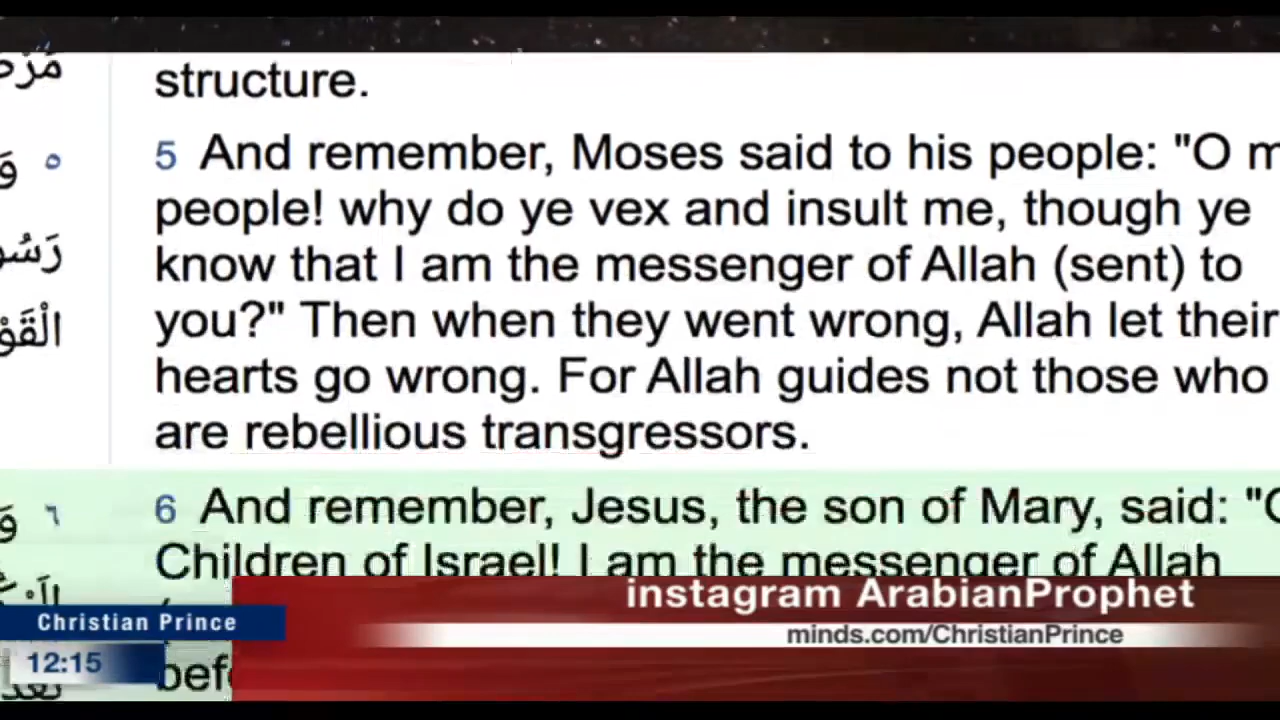 structure.
مَرْصُ
5 And remember, Moses said to his people: "O m
people! why do ye vex and insult me, though ye
know that I am the messenger of Allah (sent) to
you?" Then when they went wrong, Allah let their
hearts go wrong. For Allah guides not those who
are rebellious transgressors.
٥ وَ
رَسُو
الْقَوْ
6 And remember, Jesus, the son of Mary, said: "O
Children of Israel! I am the messenger of Allah
٦ وَ
bef
instagram ArabianProphet
minds.com/ChristianPrince
Christian Prince
12:15